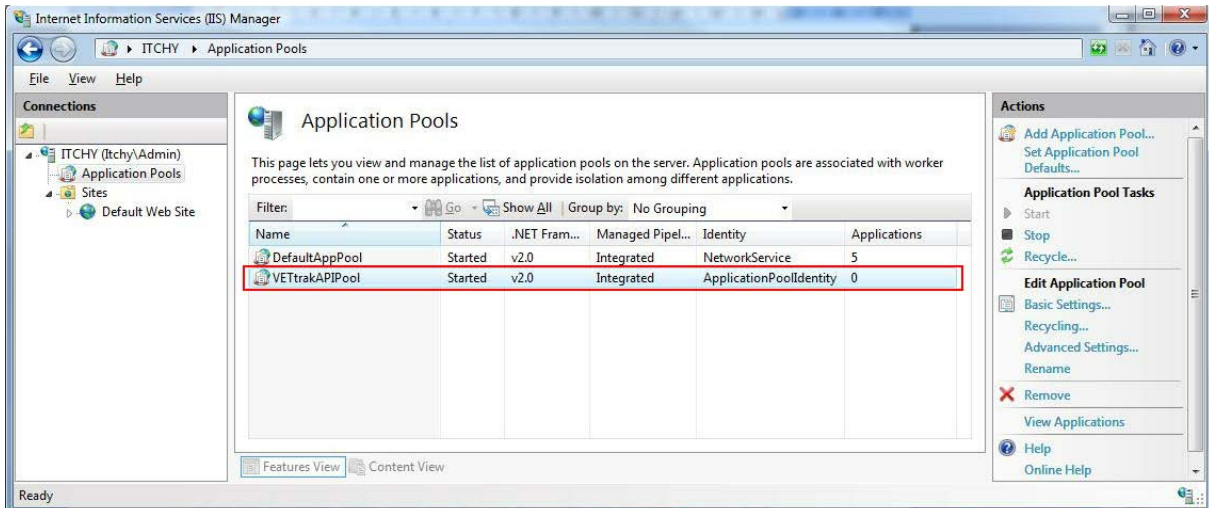 Internet Information Services (IIS) Manager
ITCHY Application Pools
File View Help
Connections
ITCHY (Itchy\Admin)
Application Pools
Sites
Default Web Site
Application Pools
This page lets you view and manage the list of application pools on the server. Application pools are associated with worker
processes, contain one or more applications, and provide isolation among different applications.
Filter: Go Show All Group by: No Grouping
Name Status .NET Fram... Managed Pipel... Identity Applications
DefaultAppPool Started v2.0 Integrated NetworkService 5
VETtrakAPIPool Started v2.0 Integrated ApplicationPoolIdentity 0
Features View Content View
Actions
Add Application Pool...
Set Application Pool
Defaults...
Application Pool Tasks
Start
Stop
Recycle...
Edit Application Pool
Basic Settings...
Recycling...
Advanced Settings...
Rename
Remove
View Applications
Help
Online Help
Ready